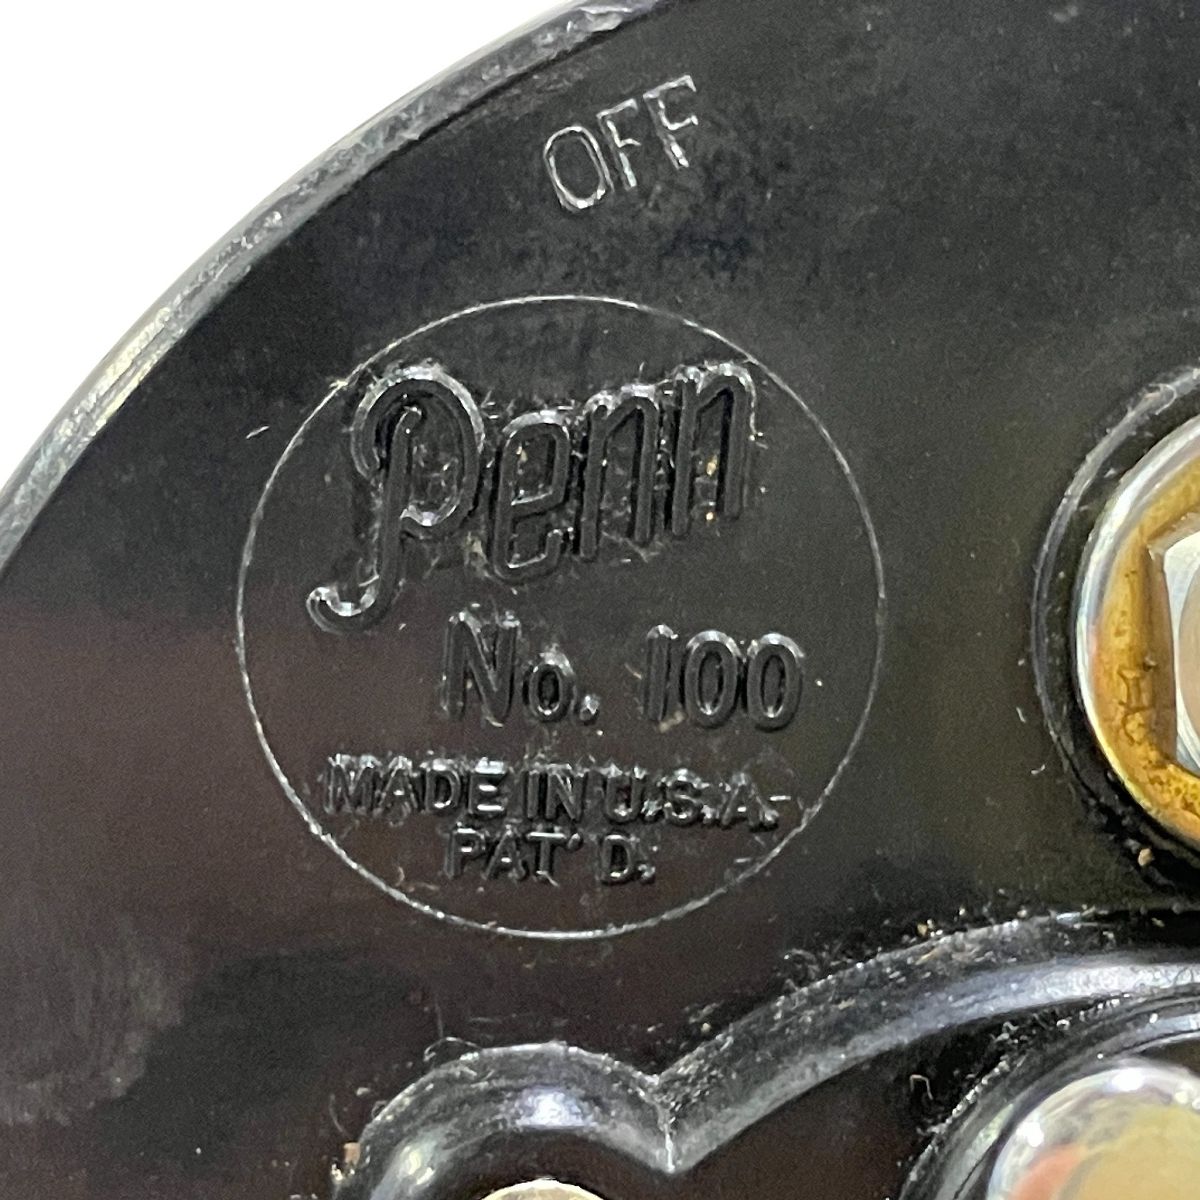 OFF
Penn
No. 100
MADE IN U.S.A.
PAT'D.